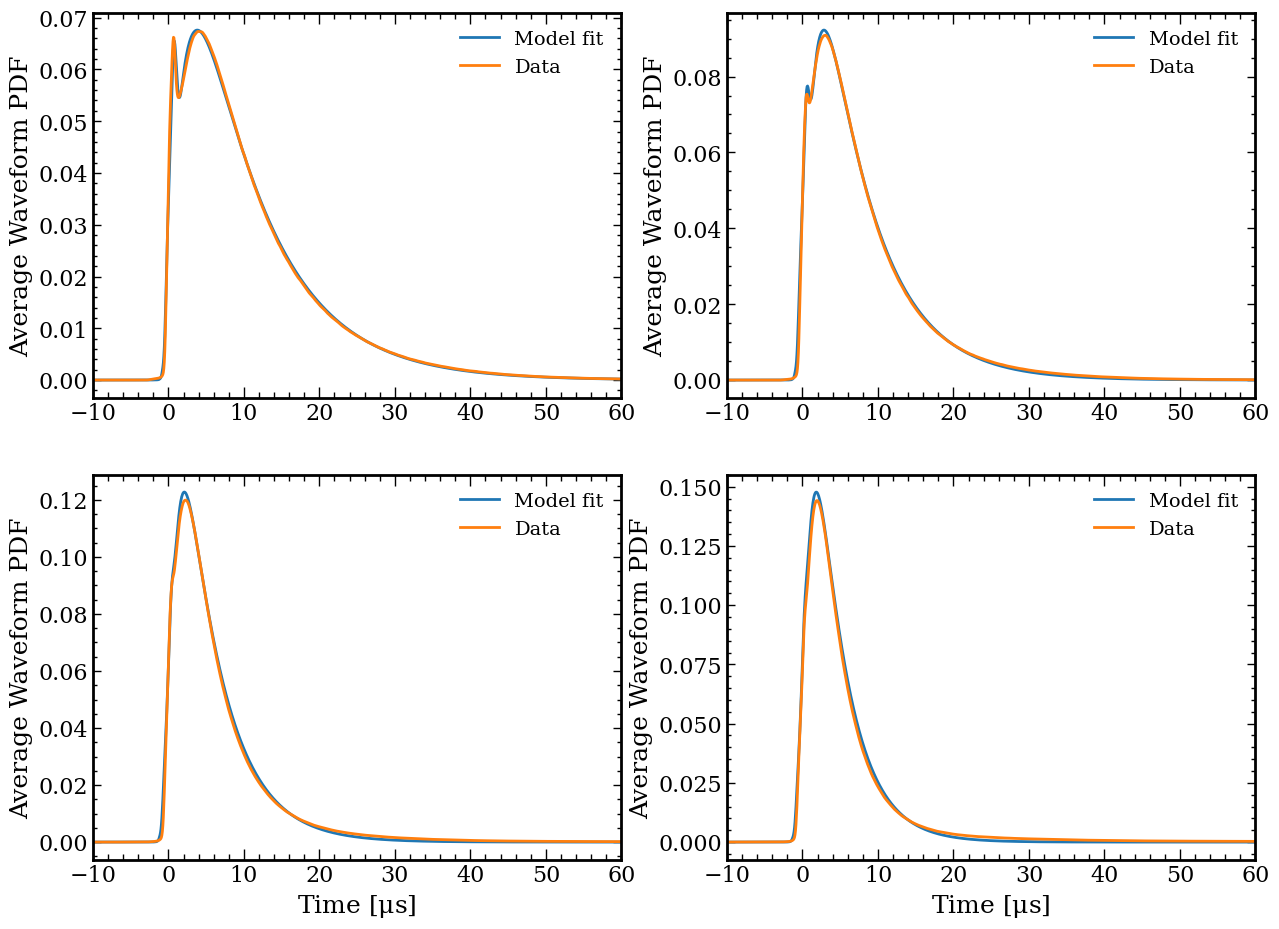 Average Waveform PDF
0.07
0.06
0.05
0.04
0.03
0.02
0.01
0.00
−10 0 10 20 30 40 50 60
Model fit
Data
Average Waveform PDF
0.08
0.06
0.04
0.02
0.00
−10 0 10 20 30 40 50 60
Model fit
Data
Average Waveform PDF
0.12
0.10
0.08
0.06
0.04
0.02
0.00
−10 0 10 20 30 40 50 60
Time [μs]
Model fit
Data
Average Waveform PDF
0.150
0.125
0.100
0.075
0.050
0.025
0.000
−10 0 10 20 30 40 50 60
Time [μs]
Model fit
Data